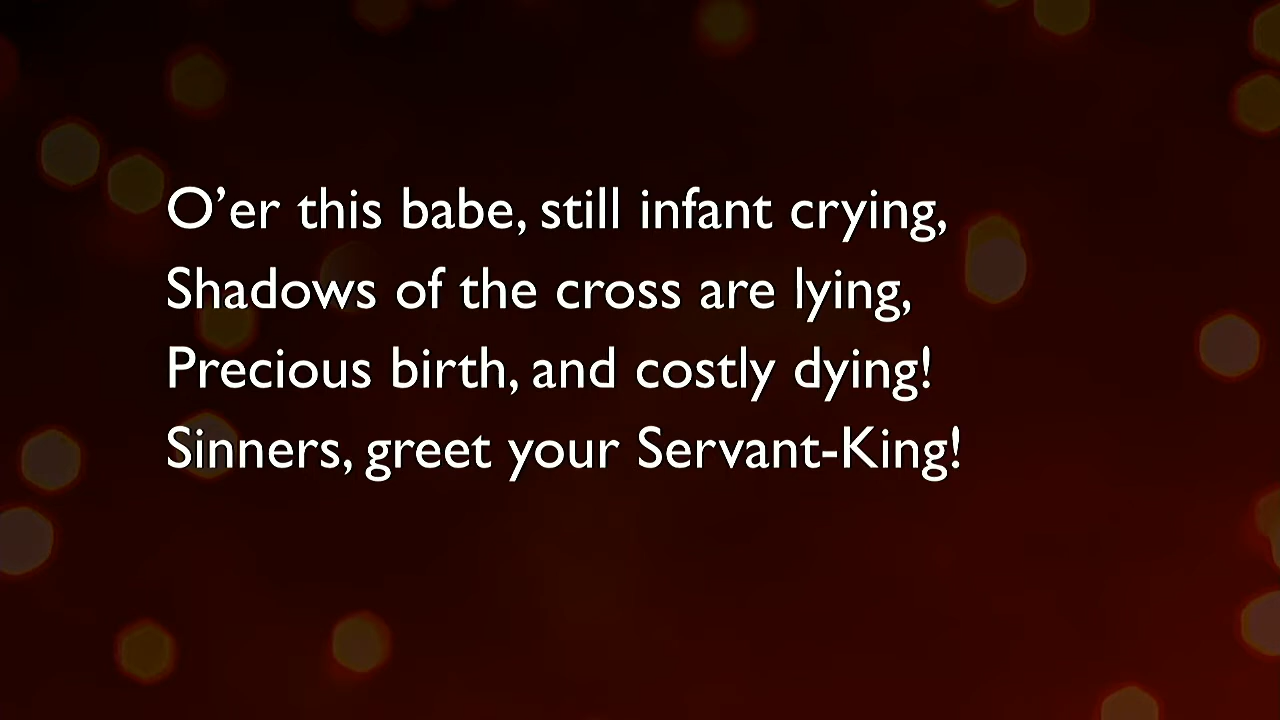 O’er this babe, still infant crying,
Shadows of the cross are lying,
Precious birth, and costly dying!
Sinners, greet your Servant-King!